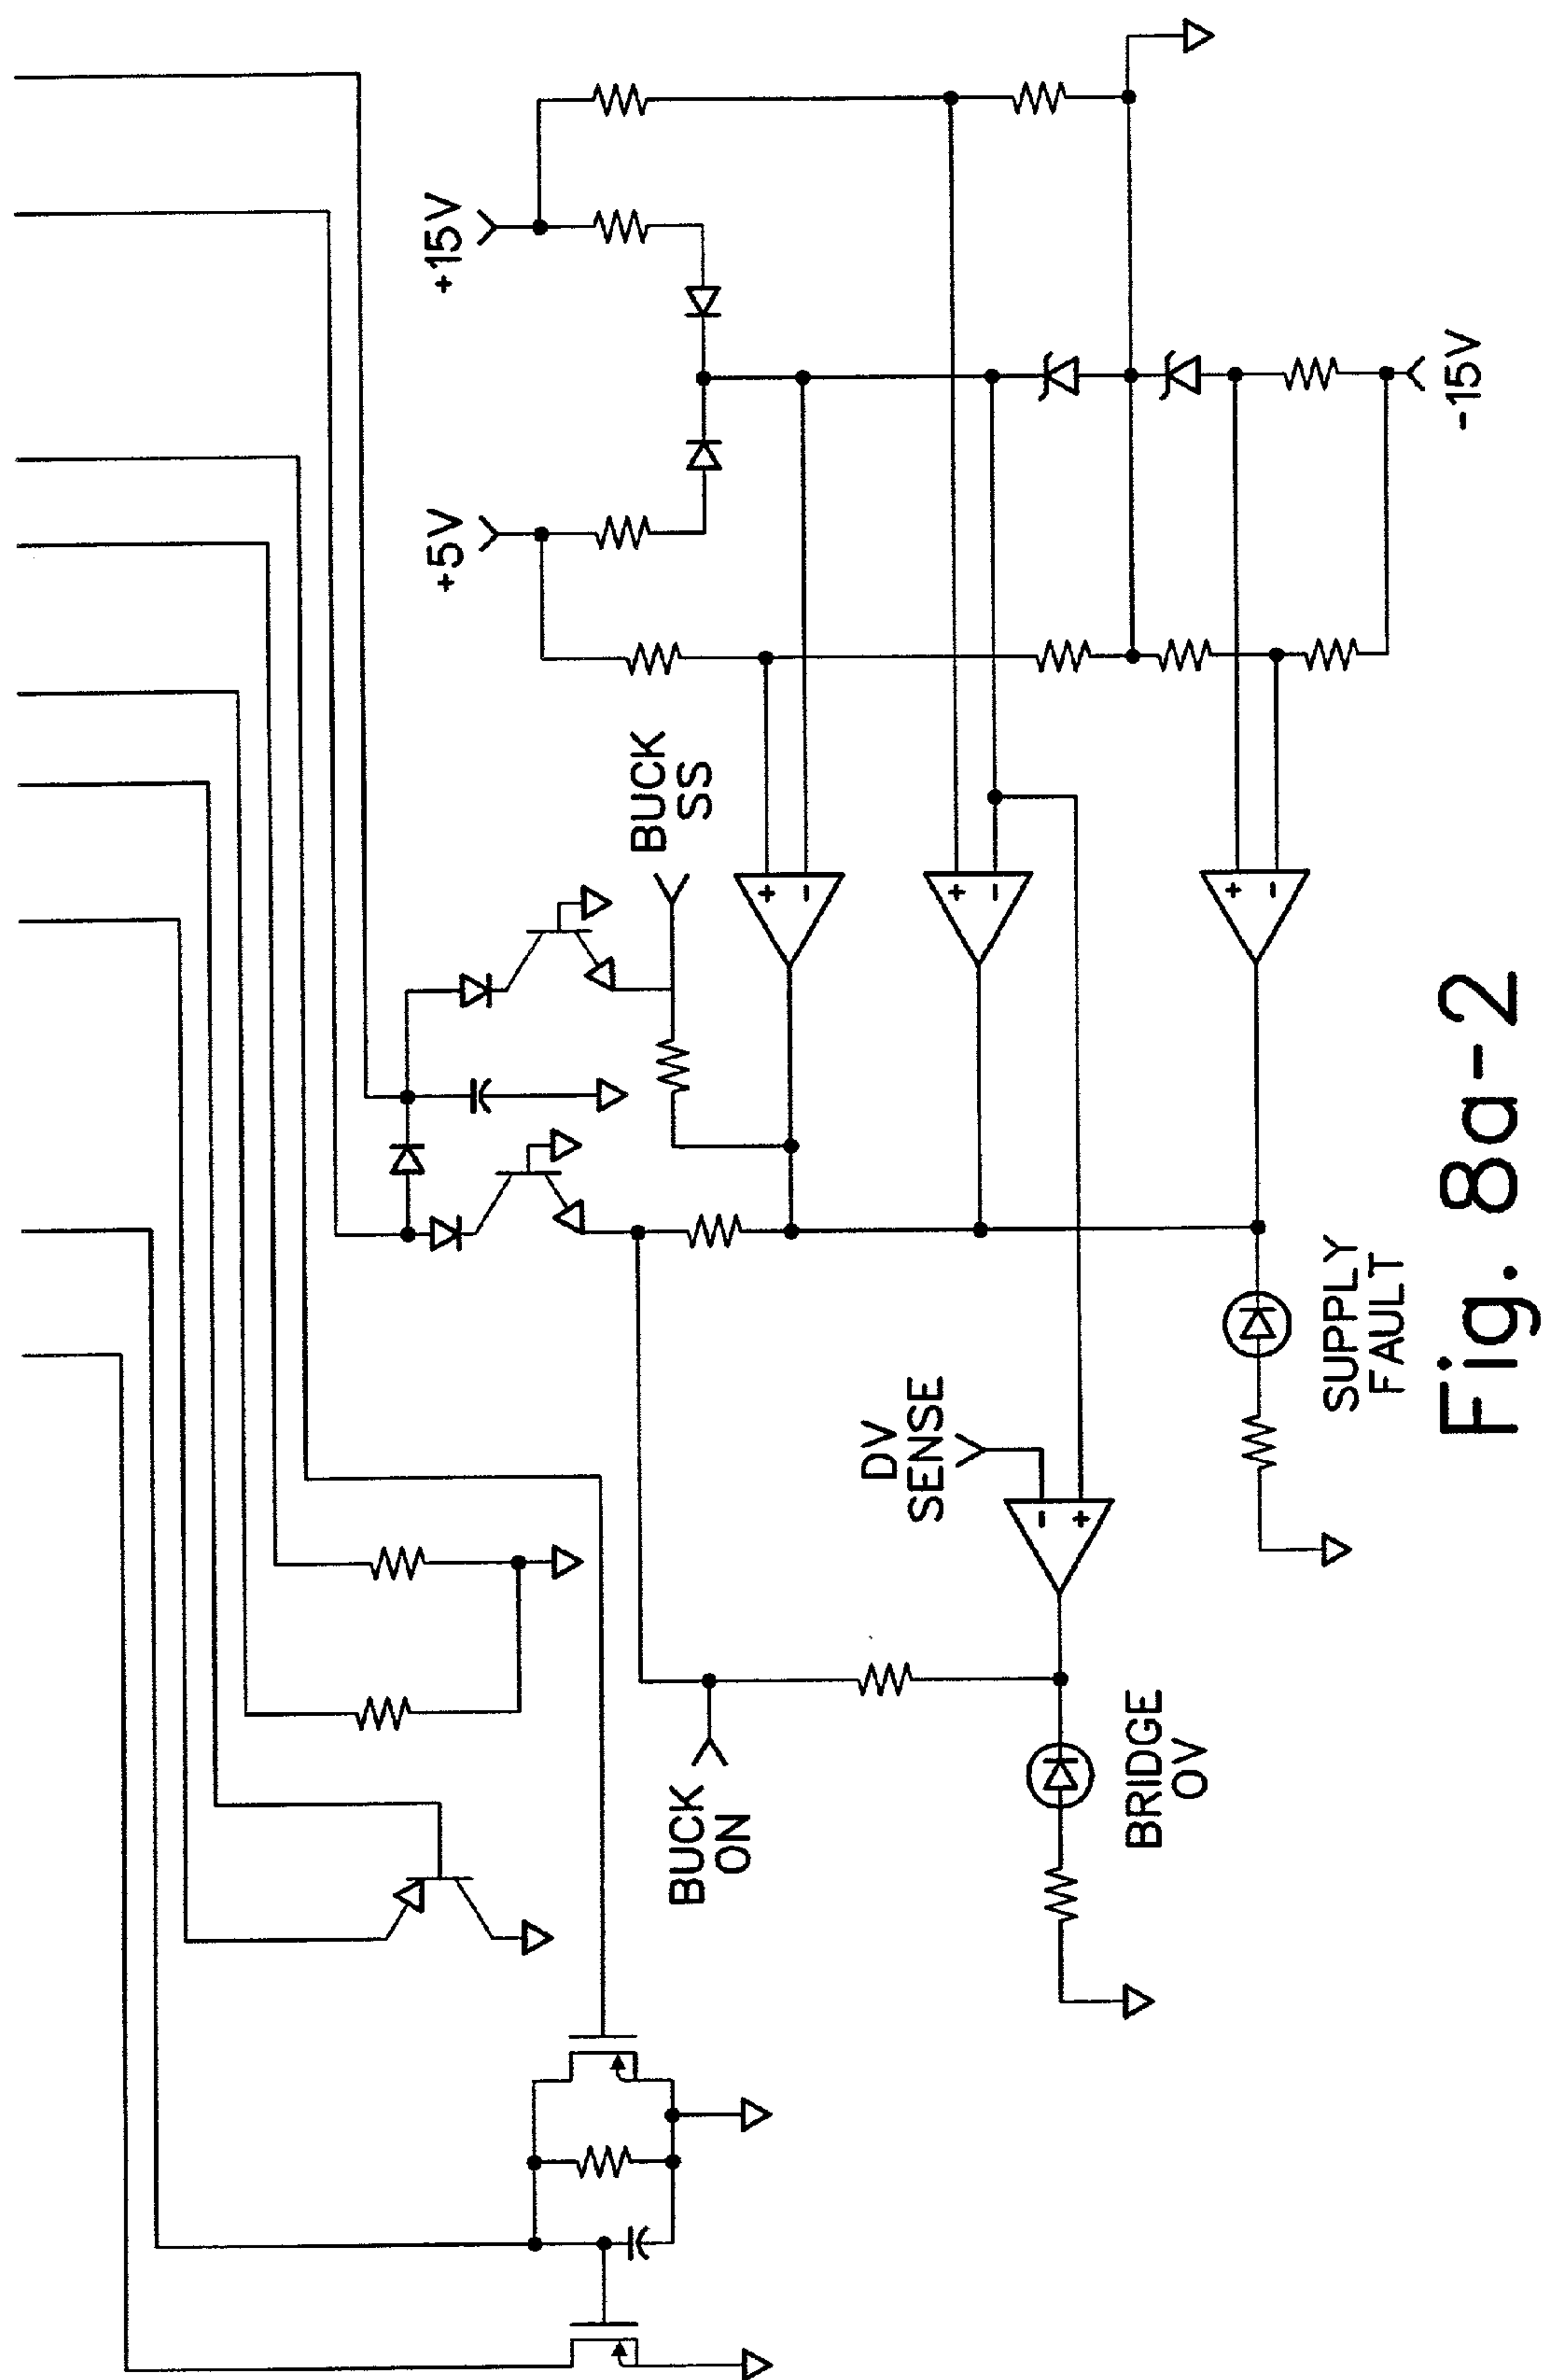 +15V
+5V
-15V
BUCK
SS
+
-
+
-
+
-
DV
SENSE
-
+
BUCK
ON
BRIDGE
OV
SUPPLY
FAULT
Fig. 8a-2